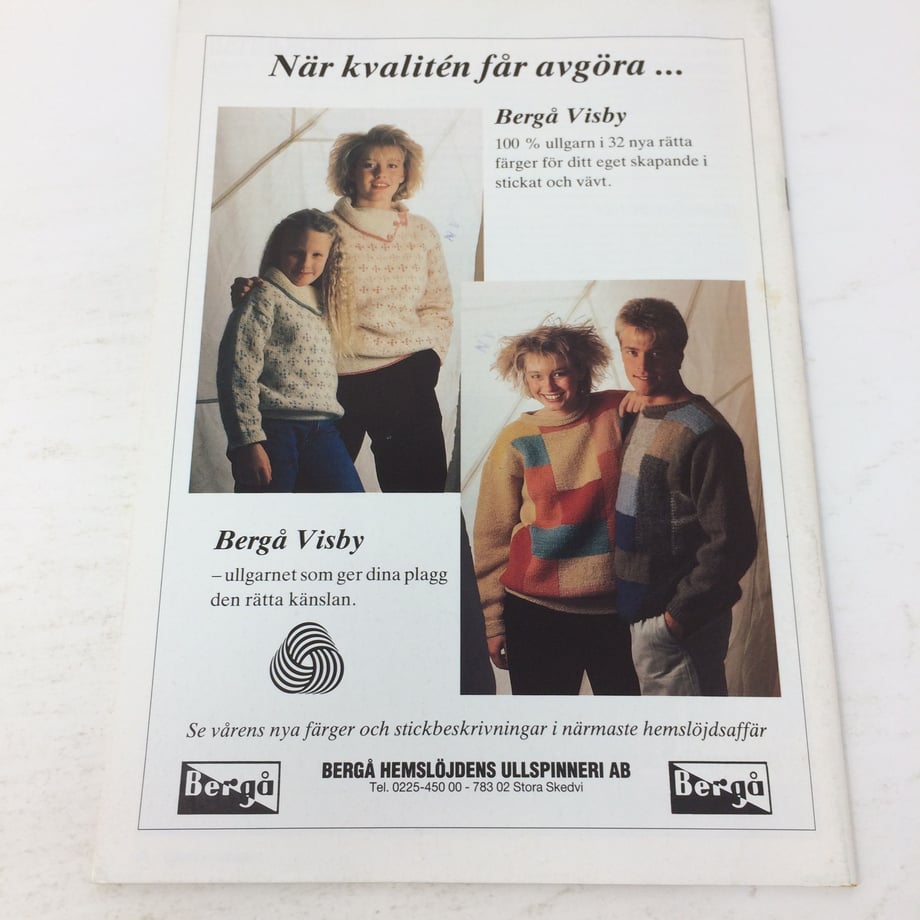 När kvalitén får avgöra ...
Bergå Visby
100 % ullgarn i 32 nya rätta
färger för ditt eget skapande i
stickat och vävt.
Bergå Visby
– ullgarnet som ger dina plagg
den rätta känslan.
Se vårens nya färger och stickbeskrivningar i närmaste hemslöjdsaffär
Bergå
BERGÅ HEMSLÖJDENS ULLSPINNERI AB
Tel. 0225-450 00 - 783 02 Stora Skedvi
Bergå